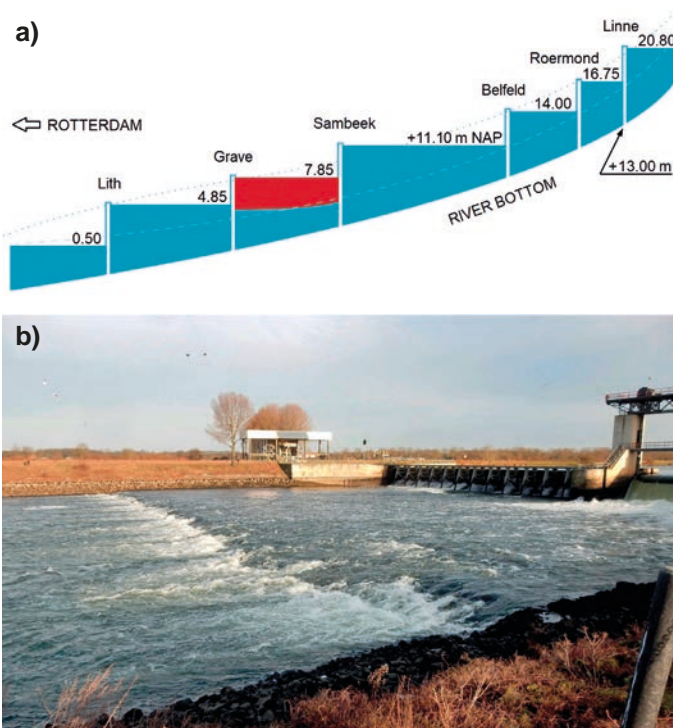 a)
Linne
20.80
Roermond
16.75
Belfeld
14.00
ROTTERDAM
Sambeek
+11.10 m NAP
Grave
7.85
+13.00 m
Lith
4.85
RIVER BOTTOM
0.50
b)